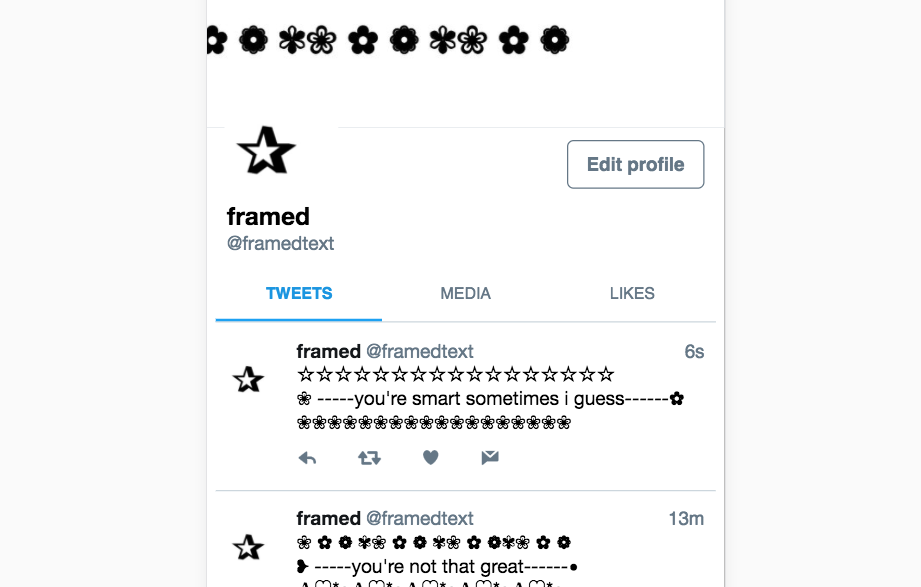 ✿ ❁ ✾❀ ✿ ❁ ✾❀ ✿ ❁
Edit profile
framed
@framedtext
TWEETS MEDIA LIKES
framed @framedtext 6s
☆☆☆☆☆☆☆☆☆☆☆☆☆☆☆☆☆
❀ -----you're smart sometimes i guess------✿
❀❀❀❀❀❀❀❀❀❀❀❀❀❀❀❀❀❀
framed @framedtext 13m
❀ ✿ ❁ ✾❀ ✿ ❁ ✾❀ ✿ ❁✾❀ ✿ ❁
❥ -----you're not that great------•